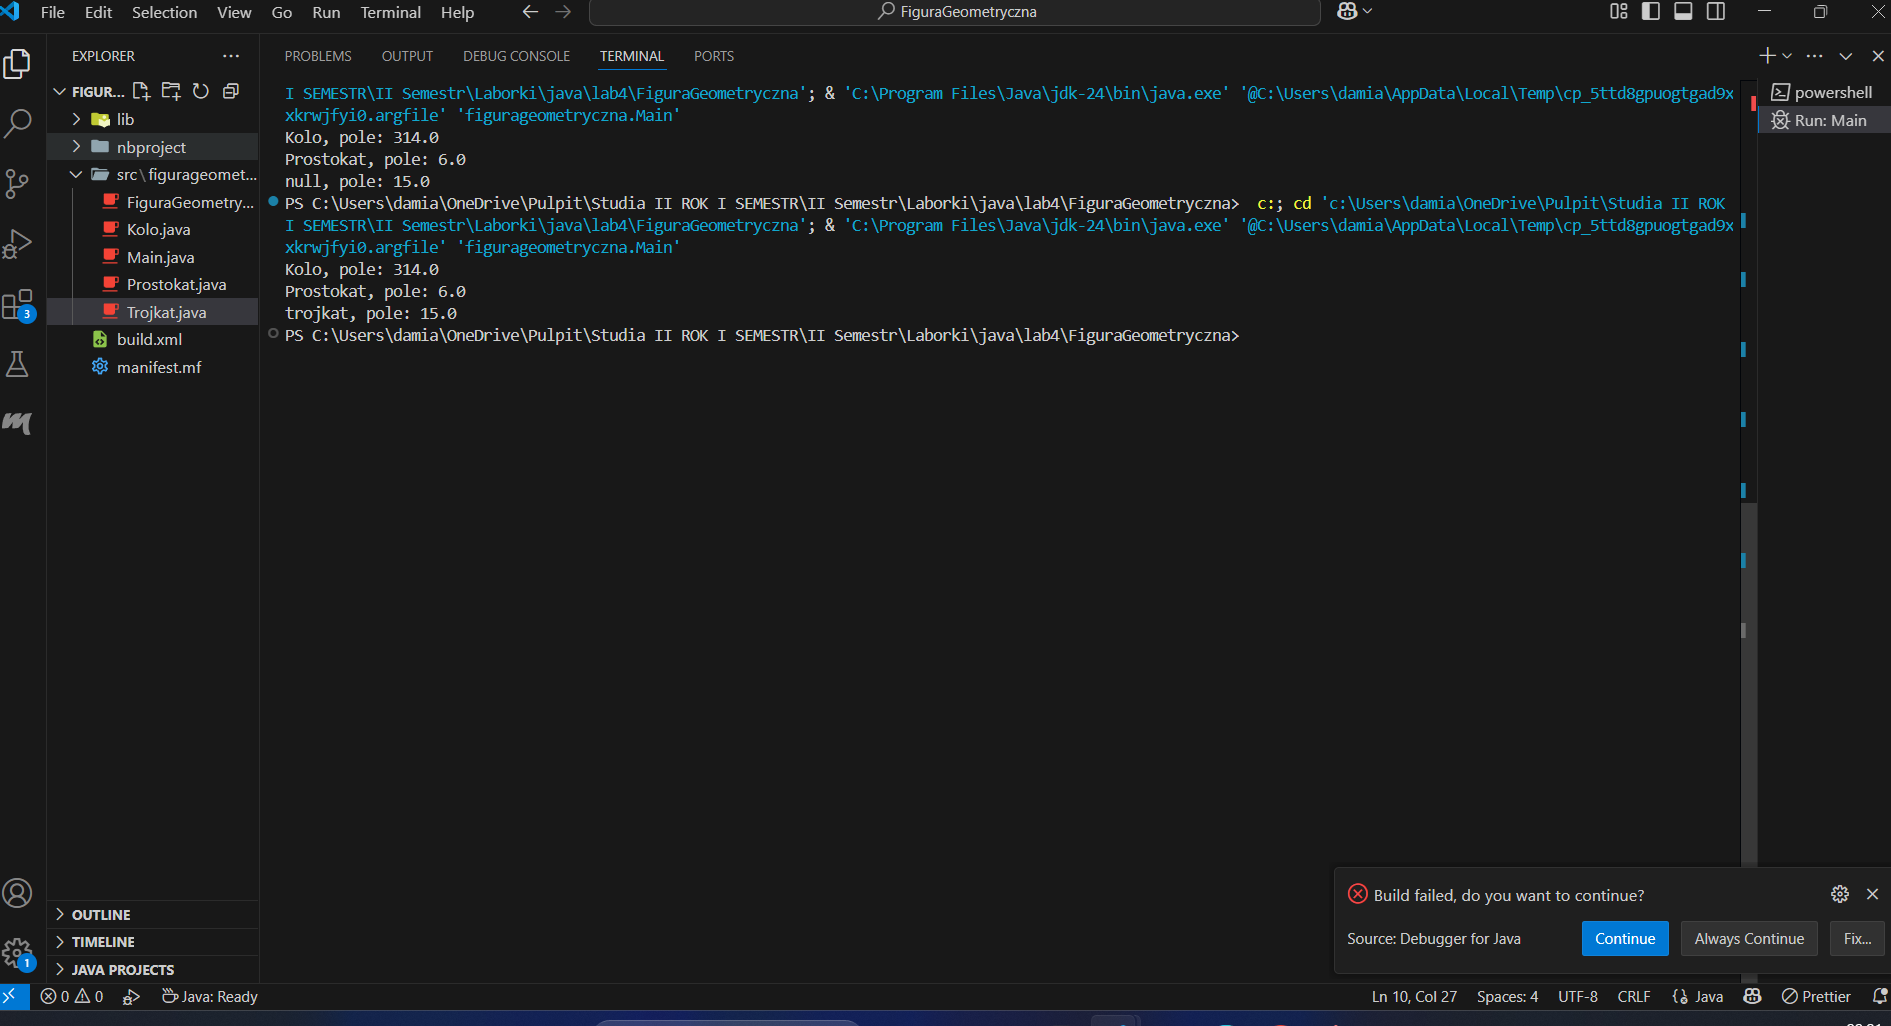 File Edit Selection View Go Run Terminal Help
FiguraGeometryczna
EXPLORER
PROBLEMS OUTPUT DEBUG CONSOLE TERMINAL PORTS
FIGUR...
lib
nbproject
src\figurageomet...
FiguraGeometry...
Kolo.java
Main.java
Prostokat.java
Trojkat.java
build.xml
manifest.mf
I SEMESTR\II Semestr\Laborki\java\lab4\FiguraGeometryczna'; & 'C:\Program Files\Java\jdk-24\bin\java.exe' '@C:\Users\damia\AppData\Local\Temp\cp_5ttd8gpuogtgad9x
xkrwjfyi0.argfile' 'figurageometryczna.Main'
Kolo, pole: 314.0
Prostokat, pole: 6.0
null, pole: 15.0
PS C:\Users\damia\OneDrive\Pulpit\Studia II ROK I SEMESTR\II Semestr\Laborki\java\lab4\FiguraGeometryczna> c:; cd 'c:\Users\damia\OneDrive\Pulpit\Studia II ROK
I SEMESTR\II Semestr\Laborki\java\lab4\FiguraGeometryczna'; & 'C:\Program Files\Java\jdk-24\bin\java.exe' '@C:\Users\damia\AppData\Local\Temp\cp_5ttd8gpuogtgad9x
xkrwjfyi0.argfile' 'figurageometryczna.Main'
Kolo, pole: 314.0
Prostokat, pole: 6.0
trojkat, pole: 15.0
PS C:\Users\damia\OneDrive\Pulpit\Studia II ROK I SEMESTR\II Semestr\Laborki\java\lab4\FiguraGeometryczna>
powershell
Run: Main
3
1
OUTLINE
TIMELINE
JAVA PROJECTS
Build failed, do you want to continue?
Source: Debugger for Java
Continue
Always Continue
Fix...
0 0 Java: Ready
Ln 10, Col 27 Spaces: 4 UTF-8 CRLF Java Prettier